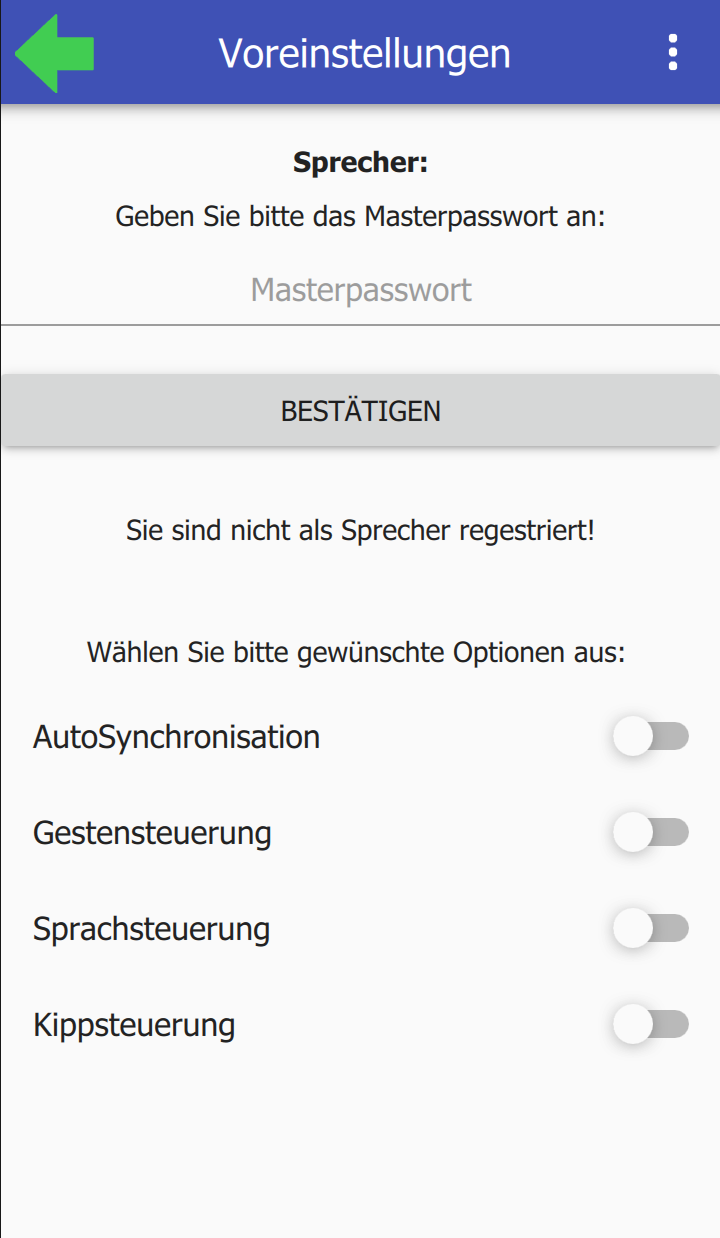 Voreinstellungen
Sprecher:
Geben Sie bitte das Masterpasswort an:
Masterpasswort
BESTÄTIGEN
Sie sind nicht als Sprecher regestriert!
Wählen Sie bitte gewünschte Optionen aus:
AutoSynchronisation
Gestensteuerung
Sprachsteuerung
Kippsteuerung